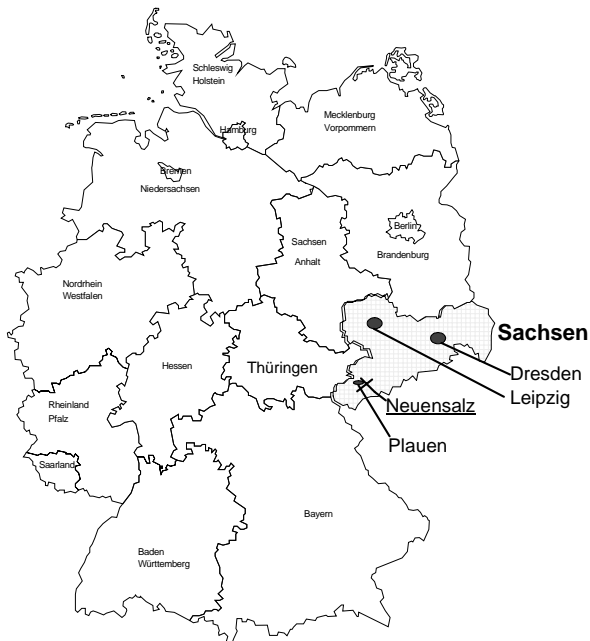 Schleswig
Holstein
Mecklenburg
Vorpommern
Hamburg
Bremen
Niedersachsen
Berlin
Brandenburg
Sachsen
Anhalt
Nordrhein
Westfalen
Sachsen
Dresden
Leipzig
Thüringen
Hessen
Neuensalz
Plauen
Rheinland
Pfalz
Saarland
Bayern
Baden
Württemberg